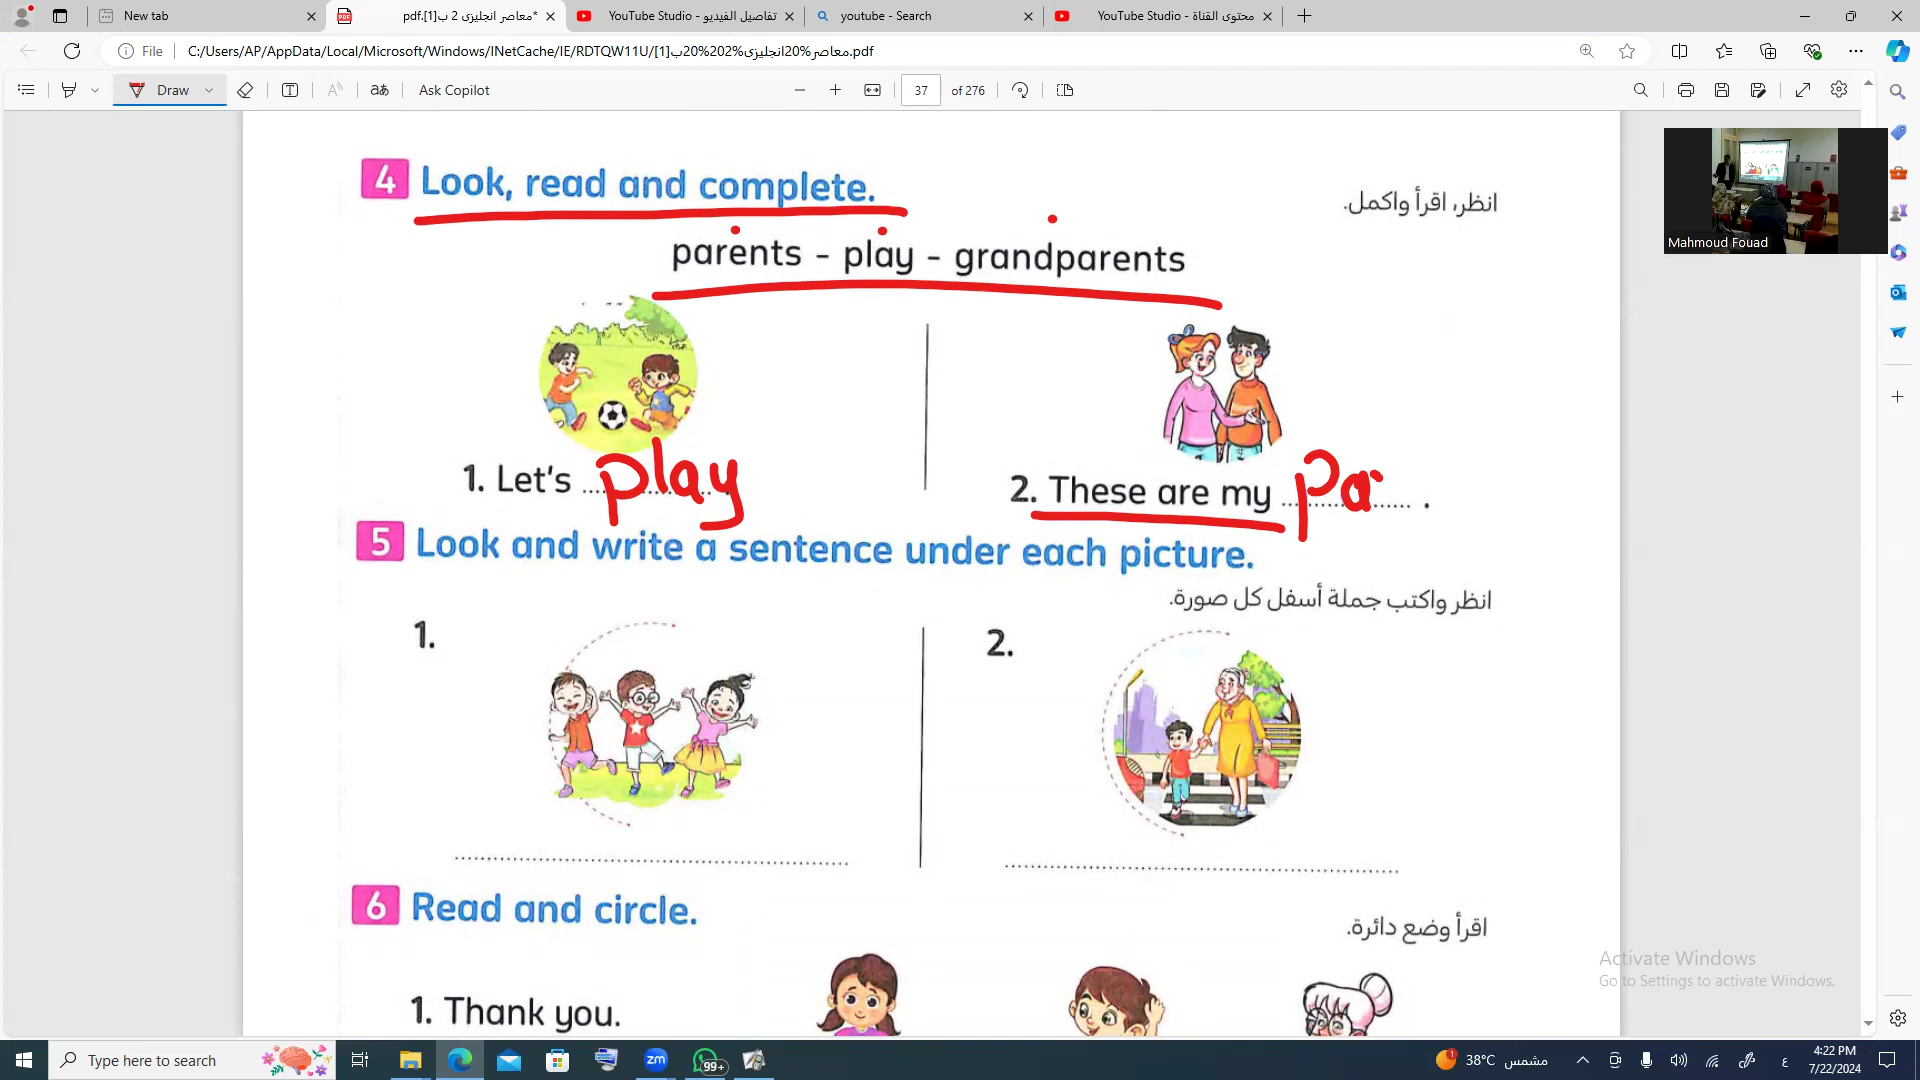 New tab
*معاصر انجليزى 2 ب[1].pdf
YouTube Studio - تفاصيل الفيديو
youtube - Search
YouTube Studio - محتوى القناة
File
C:/Users/AP/AppData/Local/Microsoft/Windows/INetCache/IE/RDTQW11U/معاصر%20انجليزى%202%20ب[1].pdf
Draw
Ask Copilot
37 of 276
4 Look, read and complete.
انظر، اقرأ واكمل.
parents - play - grandparents
1. Let's play
2. These are my pa .
5 Look and write a sentence under each picture.
انظر واكتب جملة أسفل كل صورة.
1.
2.
6 Read and circle.
اقرأ وضع دائرة.
1. Thank you.
Mahmoud Fouad
Activate Windows
Go to Settings to activate Windows.
Type here to search
zm
99+
1
38°C مشمس
ع
4:22 PM
7/22/2024